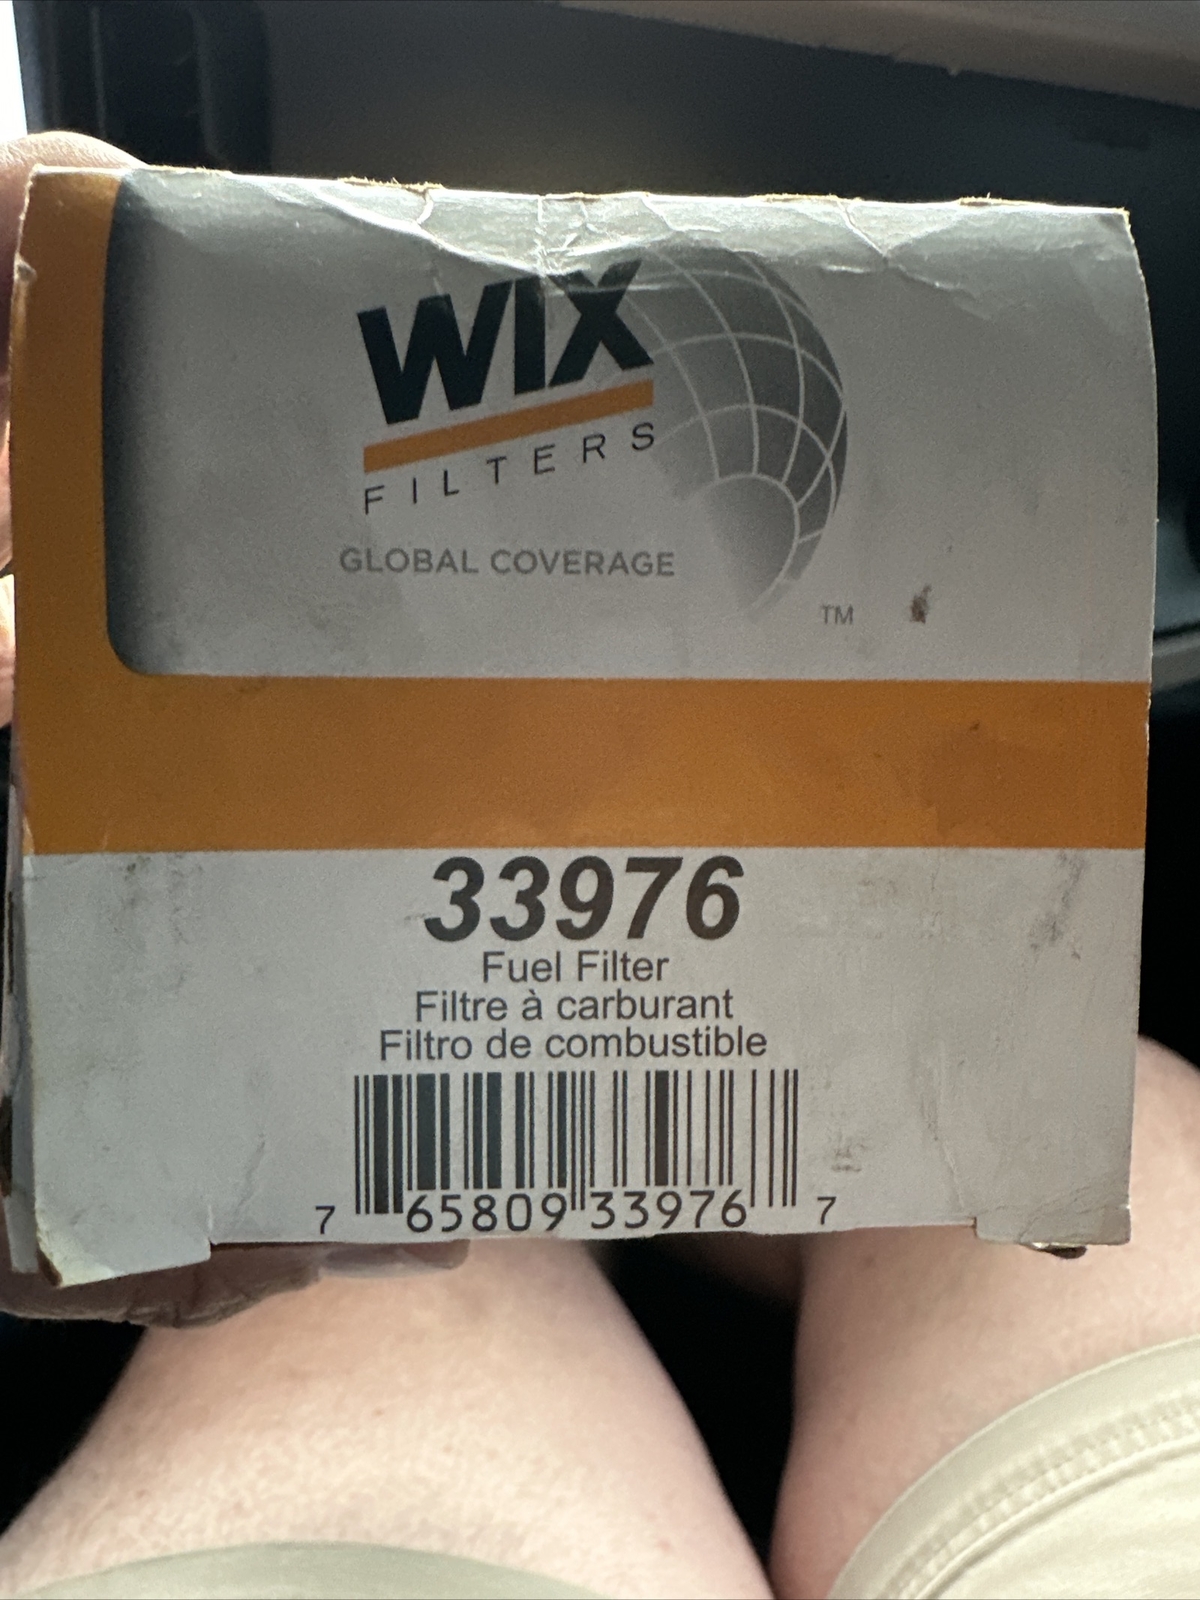 WIX
FILTERS
GLOBAL COVERAGE
TM
33976
Fuel Filter
Filtre à carburant
Filtro de combustible
7 65809 33976 7